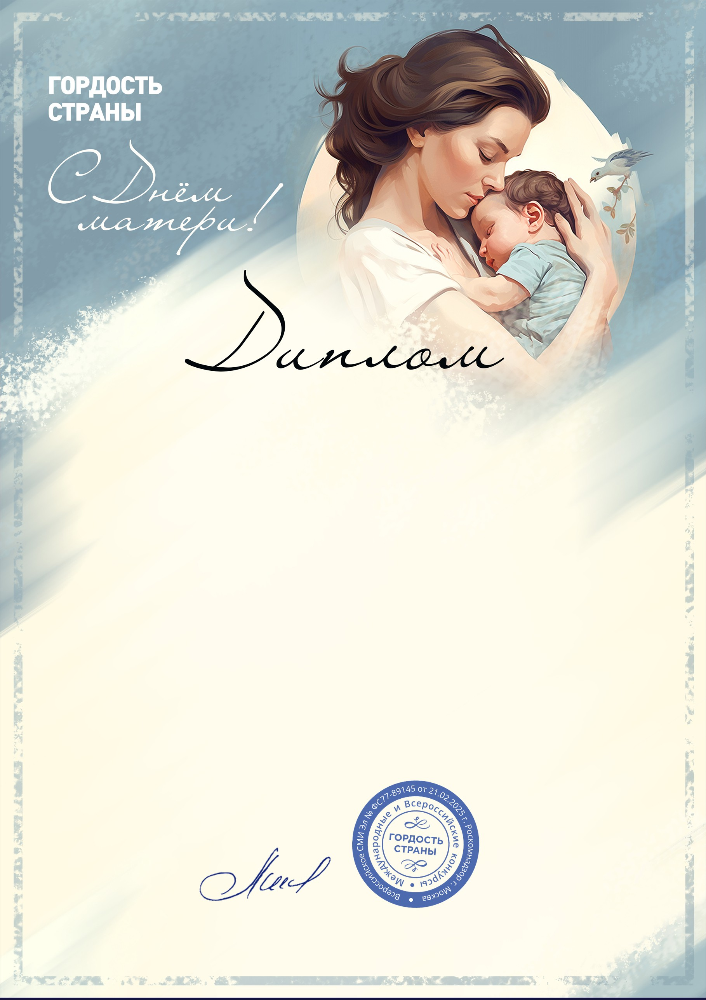 ГОРДОСТЬ
СТРАНЫ
С Днём
матери!
Диплом
Всероссийское СМИ Эл № ФС77-89145 от 21.02.2025 г. Роскомнадзор г. Москва
Международные и Всероссийские конкурсы
ГОРДОСТЬ
СТРАНЫ